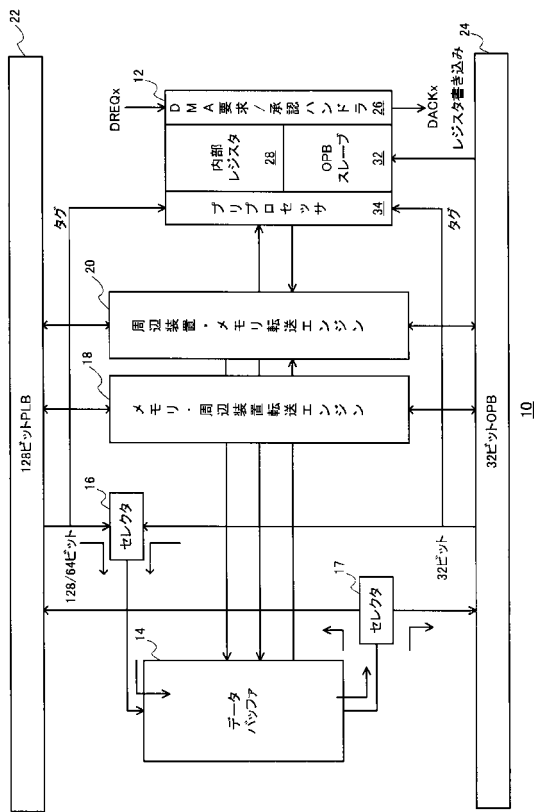 22
128ビットPLB
128/64ビット
16
セレクタ
18
メモリ・周辺装置転送エンジン
20
周辺装置・メモリ転送エンジン
タグ
DREQx
12
DMA要求/承認ハンドラ
26
内部
レジスタ
28
OPB
スレーブ
32
プリプロセッサ
34
DACKx
レジスタ書き込み
タグ
14
データ
バッファ
17
セレクタ
32ビット
24
32ビットOPB
10